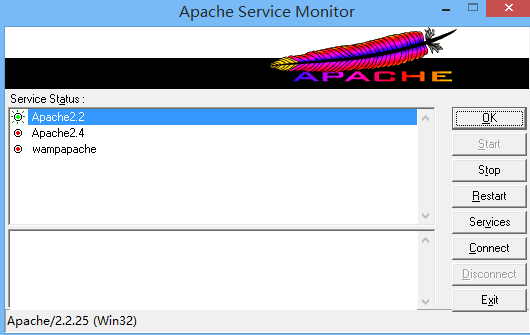 Apache Service Monitor
APACHE
Service Status :
Apache2.2
Apache2.4
wampapache
OK
Start
Stop
Restart
Services
Connect
Disconnect
Exit
Apache/2.2.25 (Win32)